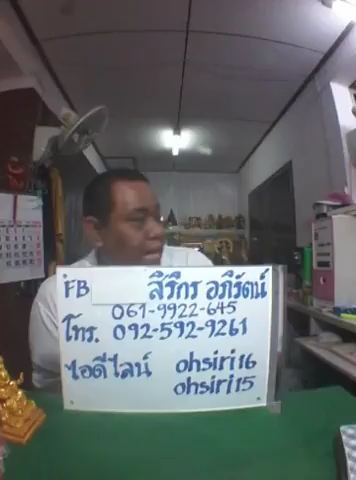 FB สิริกร อภิรัตน์
061-9922-645
โทร. 092-592-9261
ไอดีไลน์ ohsiri16
ohsiri15